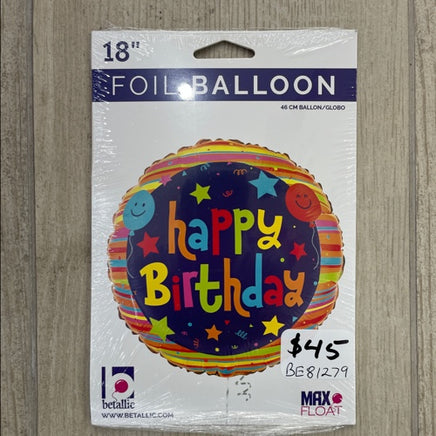 18"
FOIL BALLOON
46 CM BALLON/GLOBO
happy
Birthday
$45
BE81279
betallic
WWW.BETALLIC.COM
MAX
FLOAT